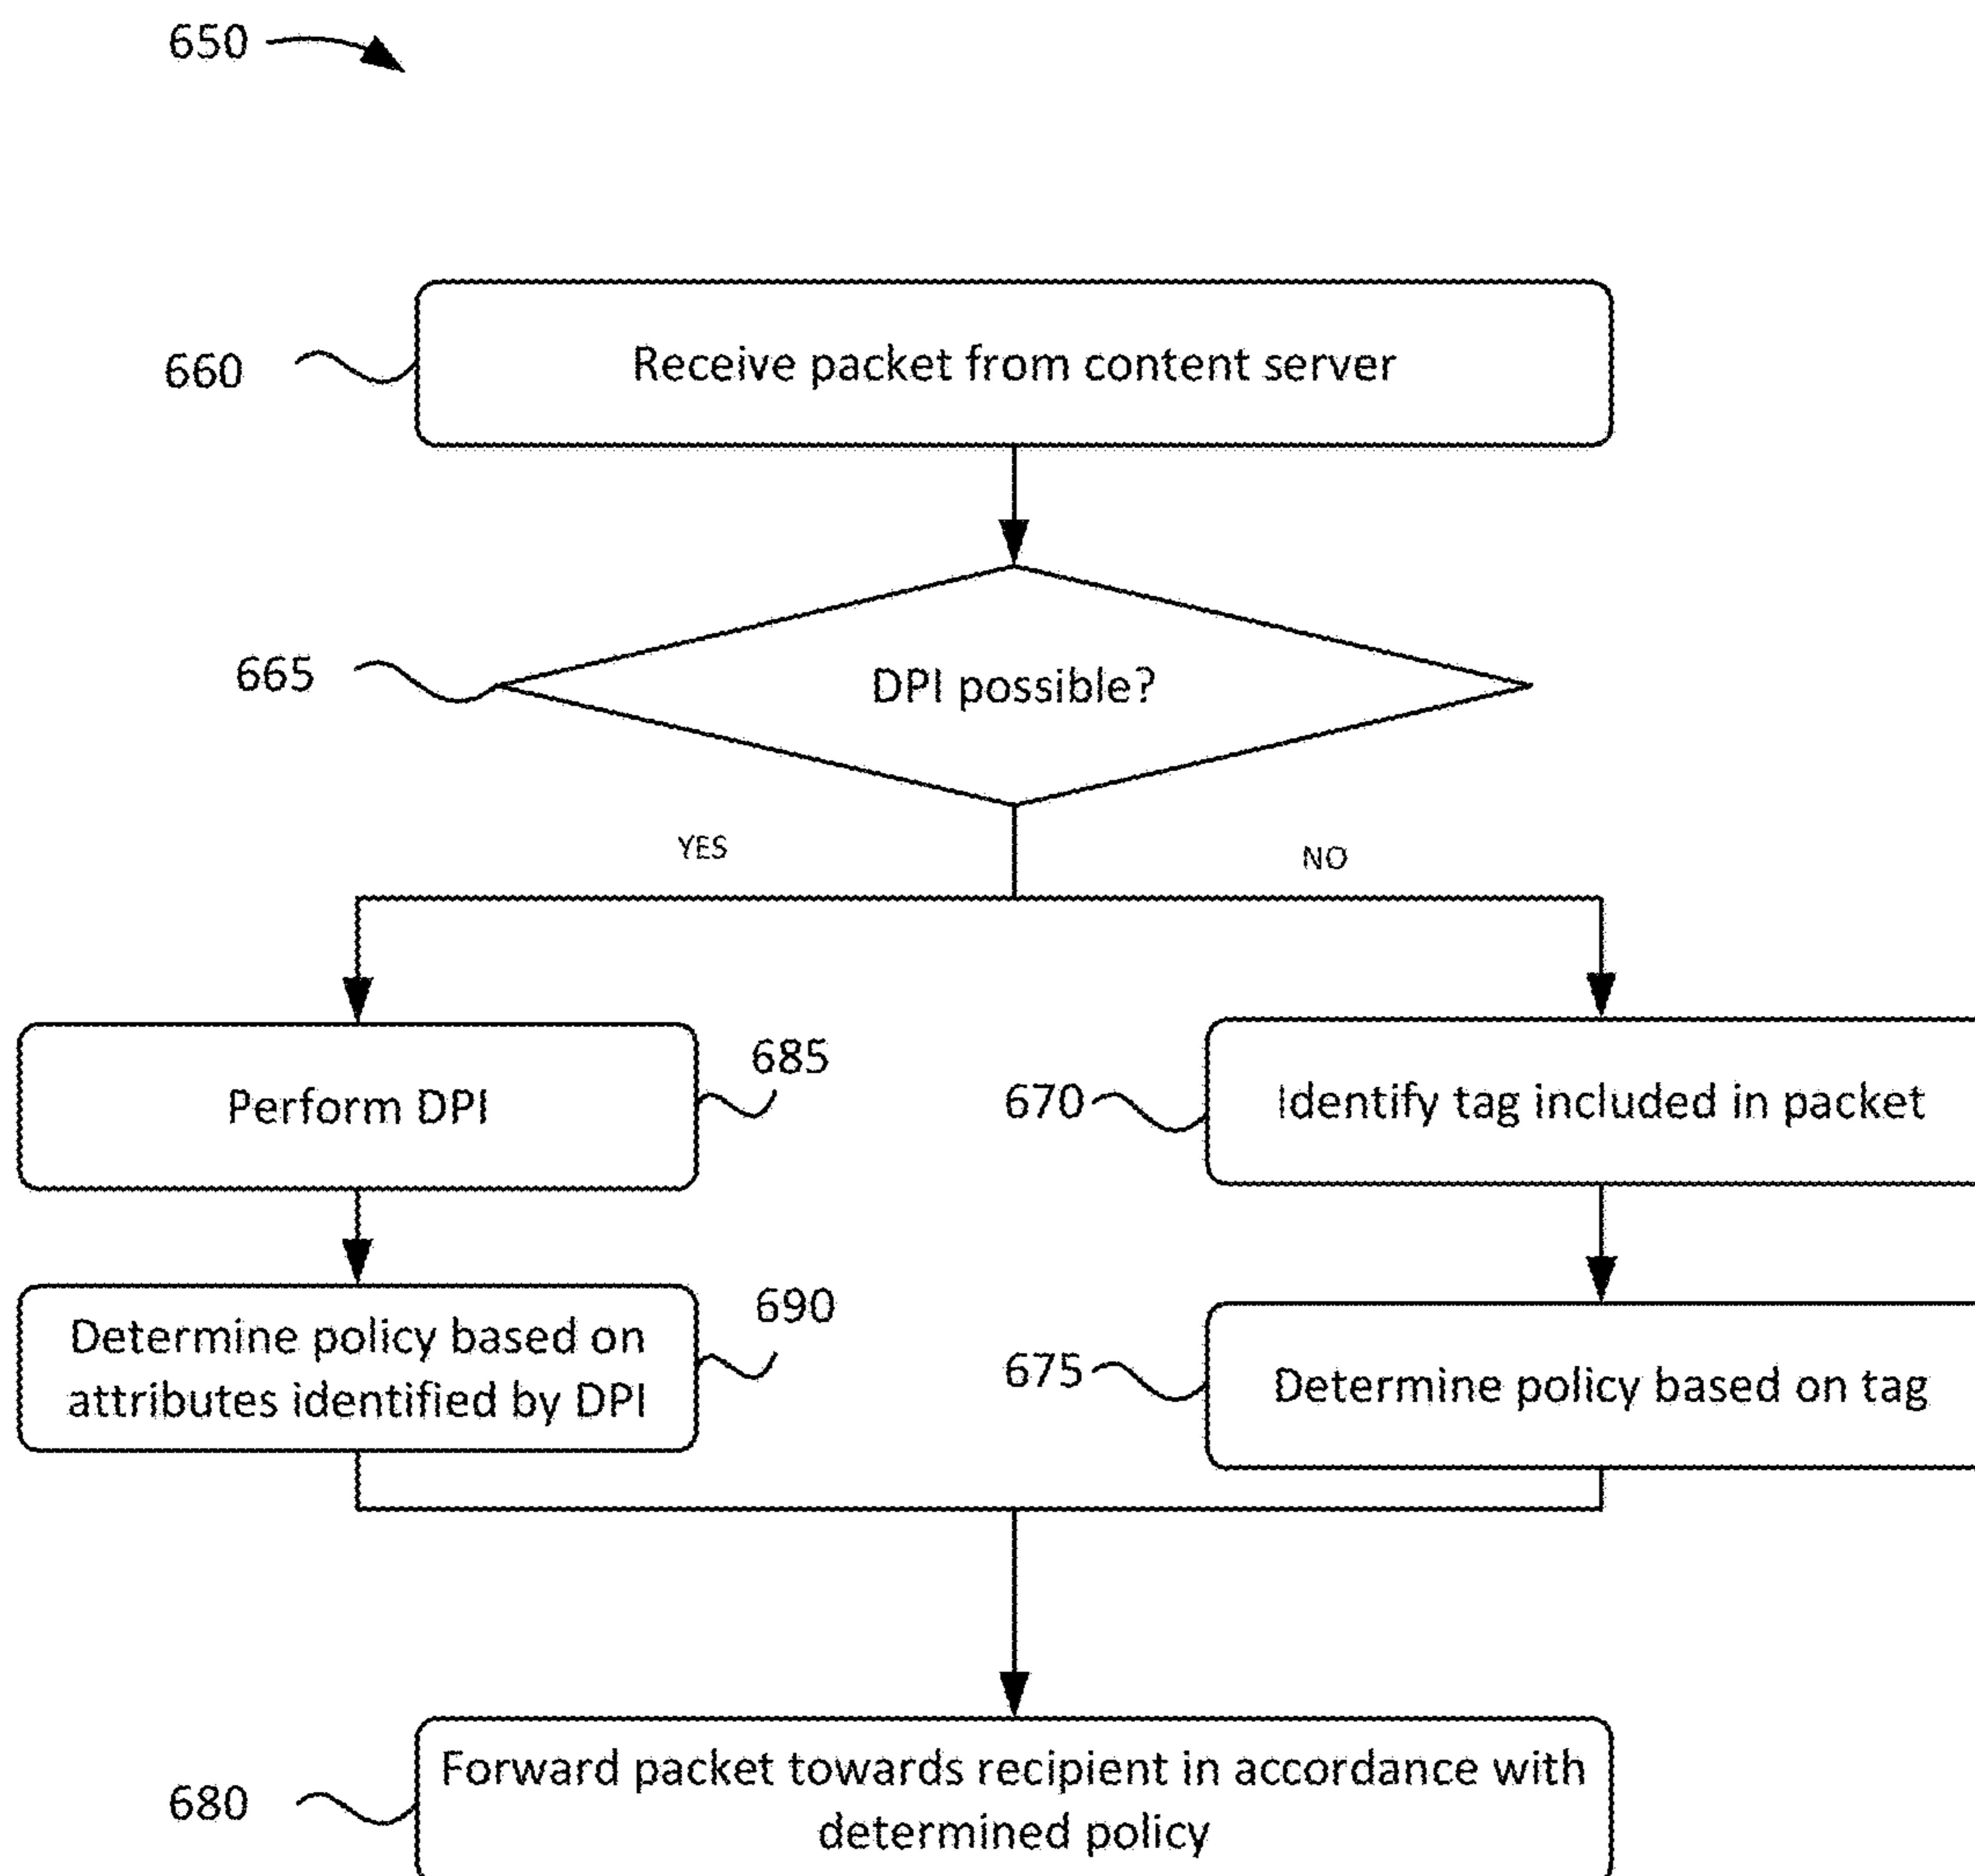 650
660
Receive packet from content server
665
DPI possible?
YES
NO
Perform DPI
685
670
Identify tag included in packet
Determine policy based on
attributes identified by DPI
690
675
Determine policy based on tag
680
Forward packet towards recipient in accordance with
determined policy